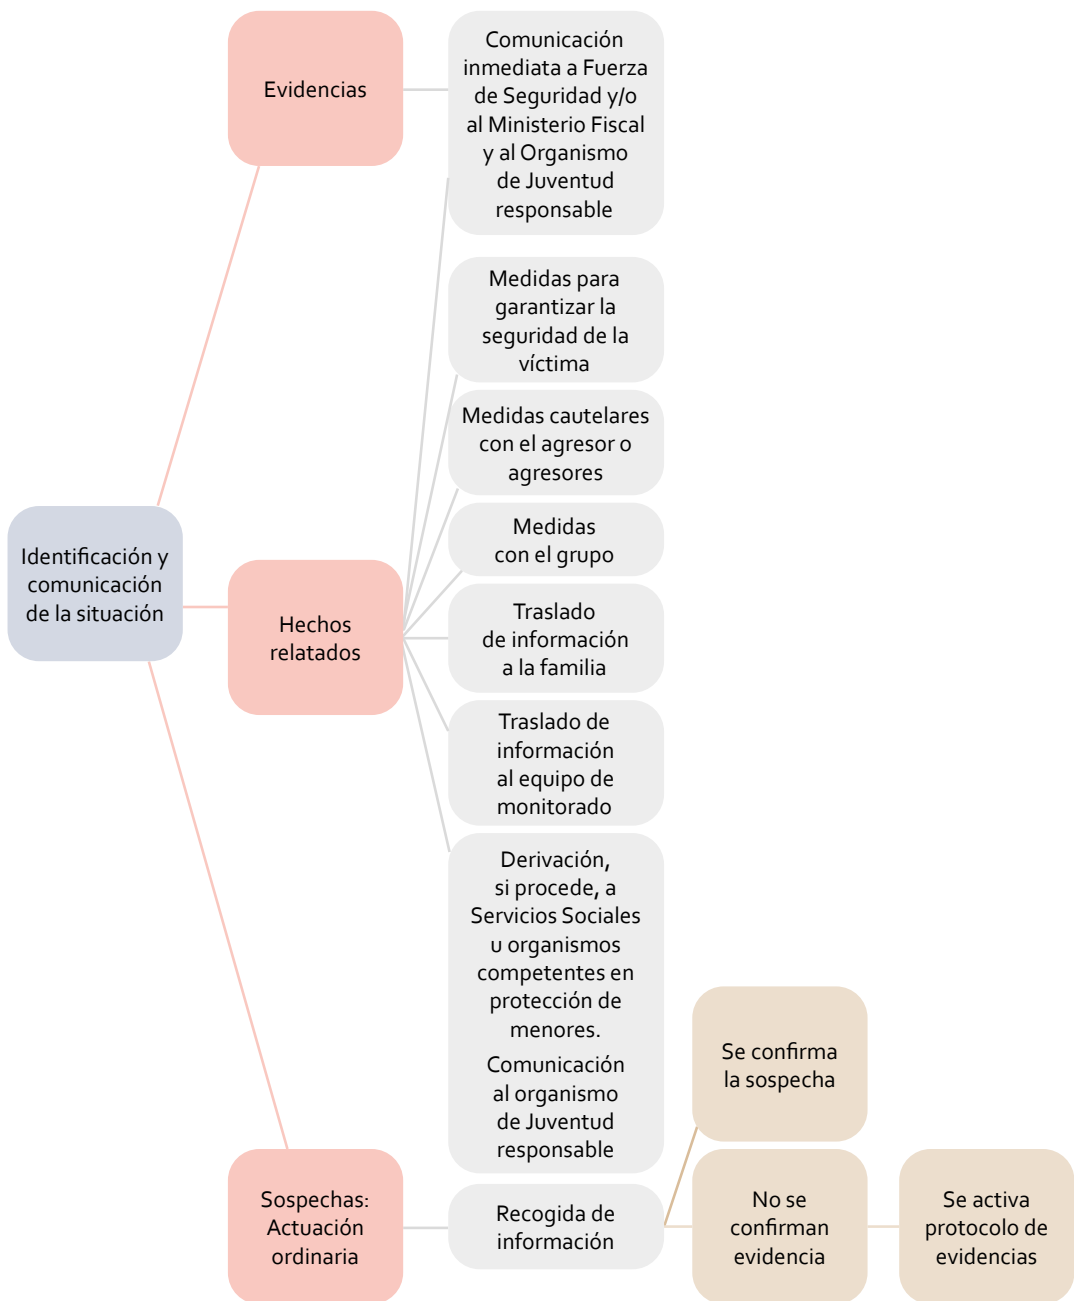 Evidencias
Comunicación
inmediata a Fuerza
de Seguridad y/o
al Ministerio Fiscal
y al Organismo
de Juventud
responsable
Medidas para
garantizar la
seguridad de la
víctima
Medidas cautelares
con el agresor o
agresores
Identificación y
comunicación
de la situación
Hechos
relatados
Medidas
con el grupo
Traslado
de información
a la familia
Traslado de
información
al equipo de
monitorado
Derivación,
si procede, a
Servicios Sociales
u organismos
competentes en
protección de
menores.
Comunicación
al organismo
de Juventud
responsable
Sospechas:
Actuación
ordinaria
Recogida de
información
Se confirma
la sospecha
No se
confirman
evidencia
Se activa
protocolo de
evidencias